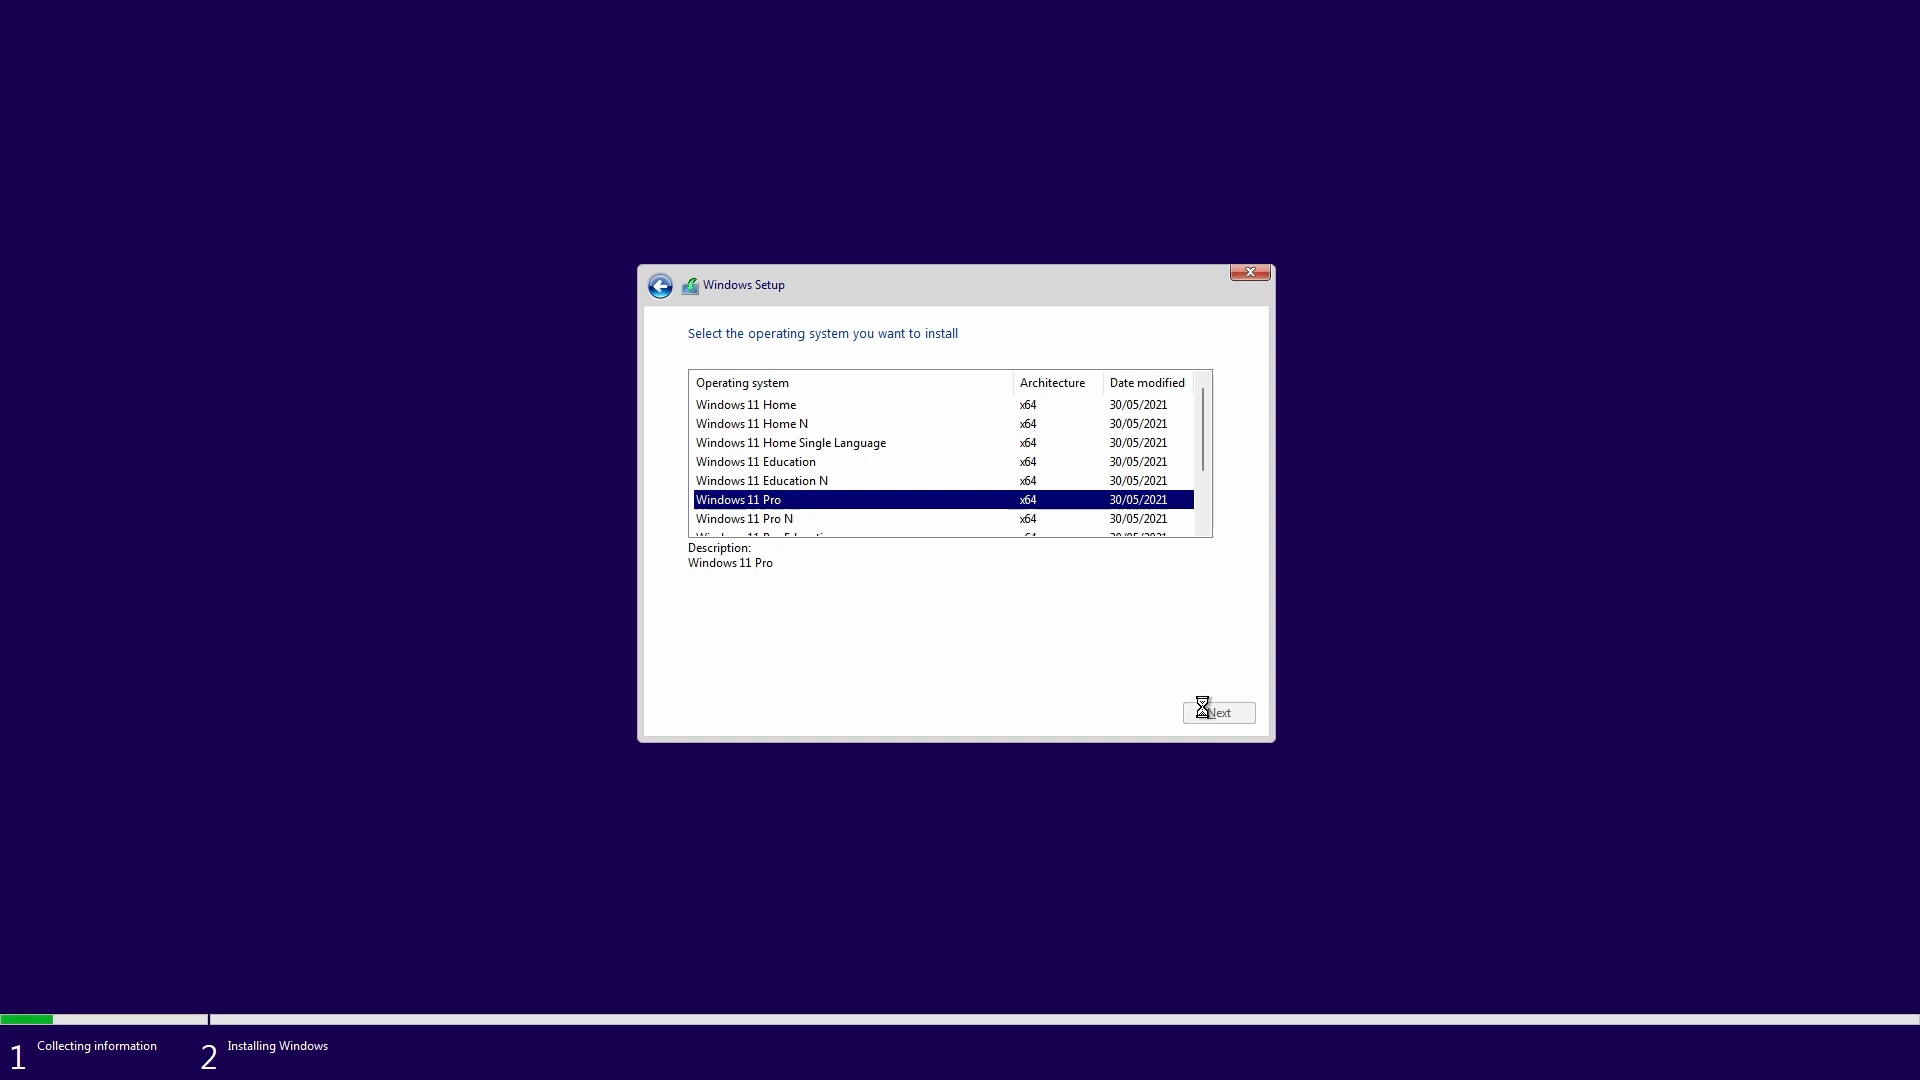 Windows Setup
Select the operating system you want to install
Operating system Architecture Date modified
Windows 11 Home x64 30/05/2021
Windows 11 Home N x64 30/05/2021
Windows 11 Home Single Language x64 30/05/2021
Windows 11 Education x64 30/05/2021
Windows 11 Education N x64 30/05/2021
Windows 11 Pro x64 30/05/2021
Windows 11 Pro N x64 30/05/2021
Description:
Windows 11 Pro
Next
1 Collecting information 2 Installing Windows